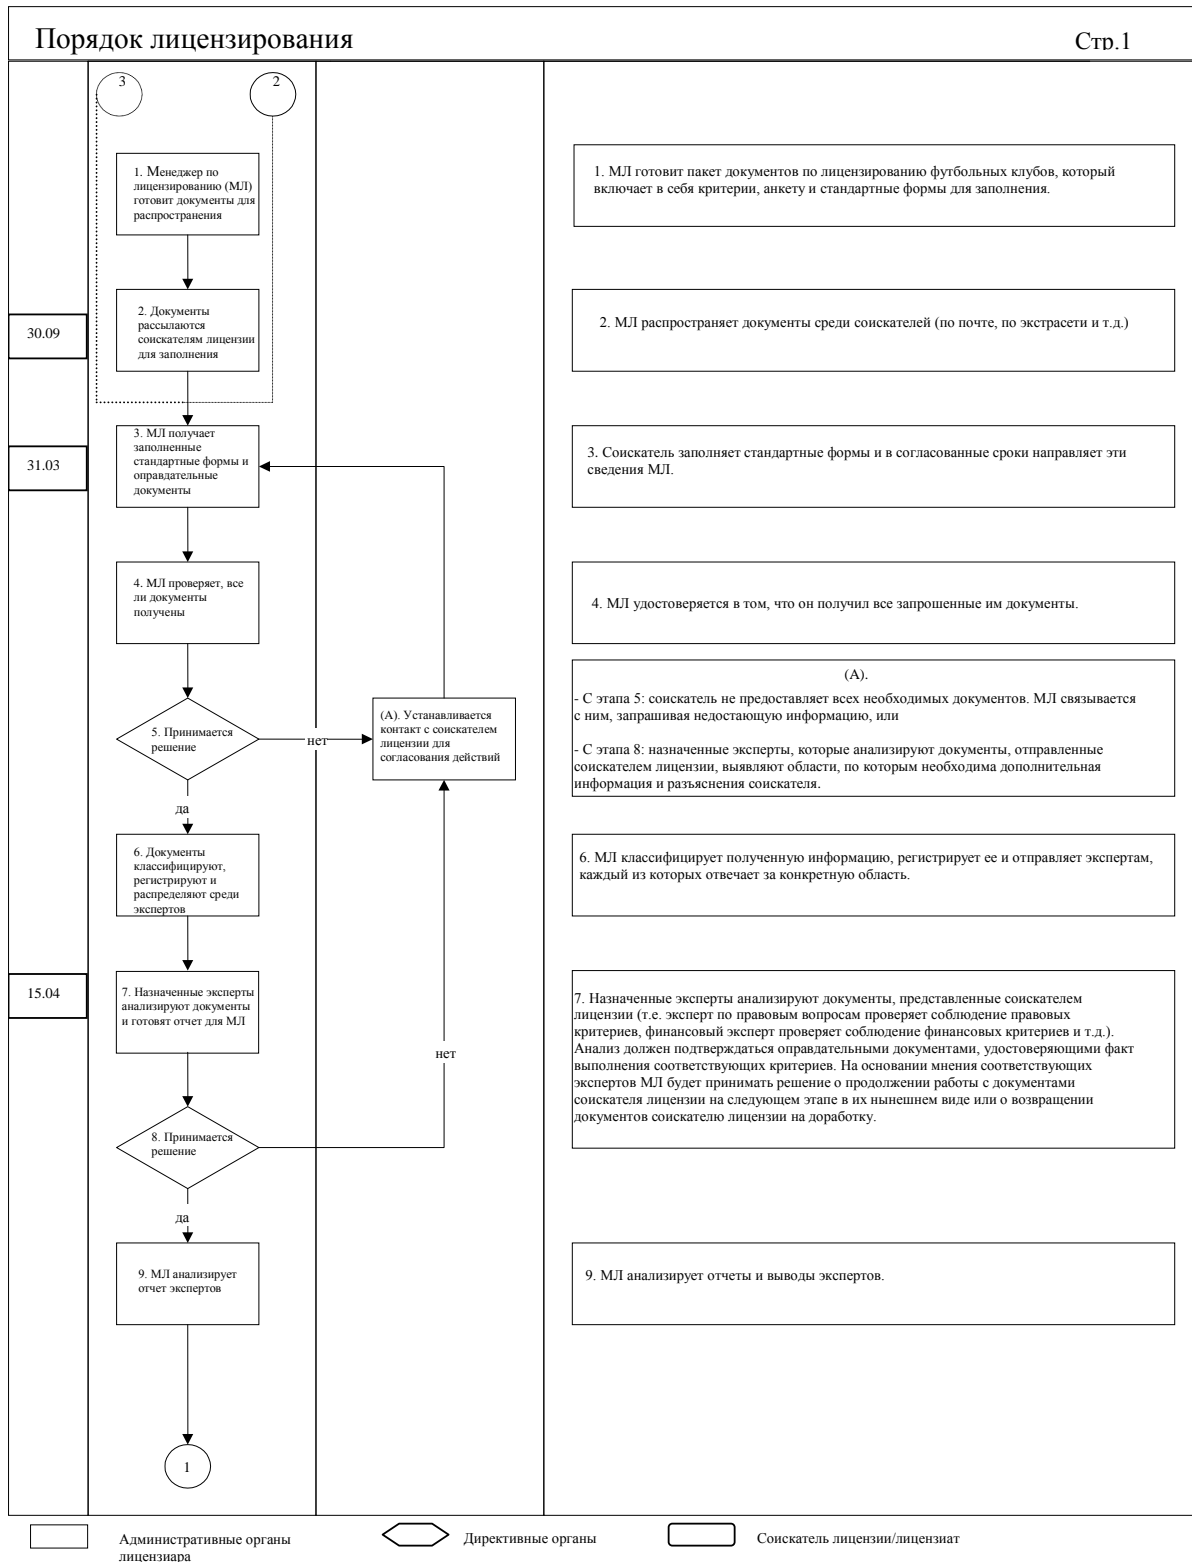 Порядок лицензирования
Стр.1
3
2
1. Менеджер по
лицензированию (МЛ)
готовит документы для
распространения
1. МЛ готовит пакет документов по лицензированию футбольных клубов, который
включает в себя критерии, анкету и стандартные формы для заполнения.
30.09
2. Документы
рассылаются
соискателям лицензии
для заполнения
2. МЛ распространяет документы среди соискателей (по почте, по экстрасети и т.д.)
31.03
3. МЛ получает
заполненные
стандартные формы и
оправдательные
документы
3. Соискатель заполняет стандартные формы и в согласованные сроки направляет эти
сведения МЛ.
4. МЛ проверяет, все
ли документы
получены
4. МЛ удостоверяется в том, что он получил все запрошенные им документы.
5. Принимается
решение
нет
(А). Устанавливается
контакт с соискателем
лицензии для
согласования действий
(А).
- С этапа 5: соискатель не предоставляет всех необходимых документов. МЛ связывается
с ним, запрашивая недостающую информацию, или
- С этапа 8: назначенные эксперты, которые анализируют документы, отправленные
соискателем лицензии, выявляют области, по которым необходима дополнительная
информация и разъяснения соискателя.
да
6. Документы
классифицируют,
регистрируют и
распределяют среди
экспертов
6. МЛ классифицирует полученную информацию, регистрирует ее и отправляет экспертам,
каждый из которых отвечает за конкретную область.
15.04
7. Назначенные эксперты
анализируют документы
и готовят отчет для МЛ
нет
7. Назначенные эксперты анализируют документы, представленные соискателем
лицензии (т.е. эксперт по правовым вопросам проверяет соблюдение правовых
критериев, финансовый эксперт проверяет соблюдение финансовых критериев и т.д.).
Анализ должен подтверждаться оправдательными документами, удостоверяющими факт
выполнения соответствующих критериев. На основании мнения соответствующих
экспертов МЛ будет принимать решение о продолжении работы с документами
соискателя лицензии на следующем этапе в их нынешнем виде или о возвращении
документов соискателю лицензии на доработку.
8. Принимается
решение
да
9. МЛ анализирует
отчет экспертов
9. МЛ анализирует отчеты и выводы экспертов.
1
Административные органы
лицензиара
Директивные органы
Соискатель лицензии/лицензиат